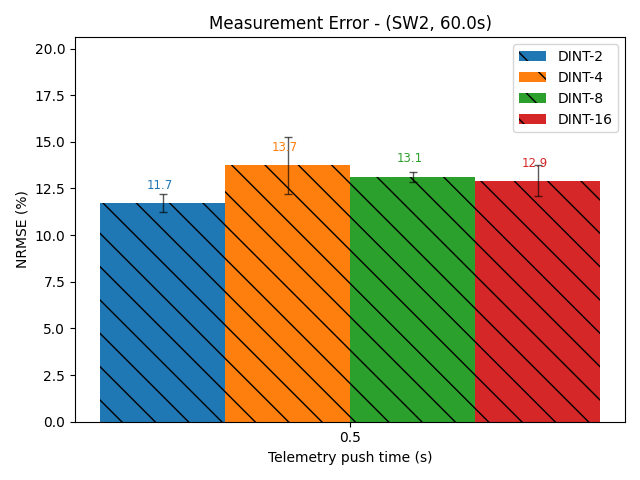 Measurement Error - (SW2, 60.0s)
NRMSE (%)
20.0
17.5
15.0
12.5
10.0
7.5
5.0
2.5
0.0
11.7
13.7
13.1
12.9
DINT-2
DINT-4
DINT-8
DINT-16
0.5
Telemetry push time (s)